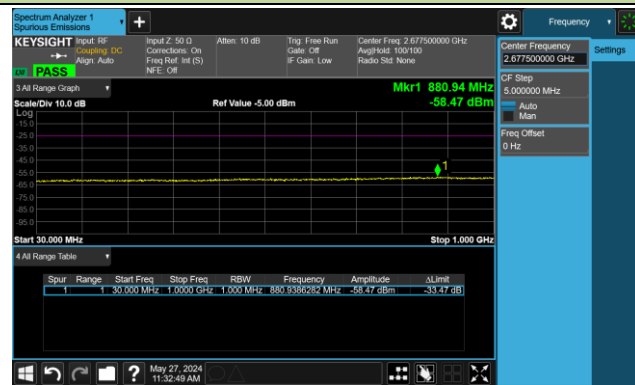 Spectrum Analyzer 1
Spurious Emissions
Frequency
KEYSIGHT
Input: RF
Coupling: DC
Align: Auto
Input Z: 50 Ω
Corrections: On
Freq Ref: Int (S)
NFE: Off
Atten: 10 dB
Trig: Free Run
Gate: Off
IF Gain: Low
Center Freq: 2.677500000 GHz
Avg|Hold: 100/100
Radio Std: None
PASS
Center Frequency
2.677500000 GHz
Settings
CF Step
5.000000 MHz
Auto
Man
Freq Offset
0 Hz
3 All Range Graph
Mkr1 880.94 MHz
Scale/Div 10.0 dB
Ref Value -5.00 dBm
-58.47 dBm
Log
-15.0
-25.0
-35.0
-45.0
-55.0
-65.0
-75.0
-85.0
-95.0
1
Start 30.000 MHz
Stop 1.000 GHz
4 All Range Table
Spur Range Start Freq Stop Freq RBW Frequency Amplitude ΔLimit
1 1 30.000 MHz 1.0000 GHz 1.000 MHz 880.9386282 MHz -58.47 dBm -33.47 dB
May 27, 2024
11:32:49 AM